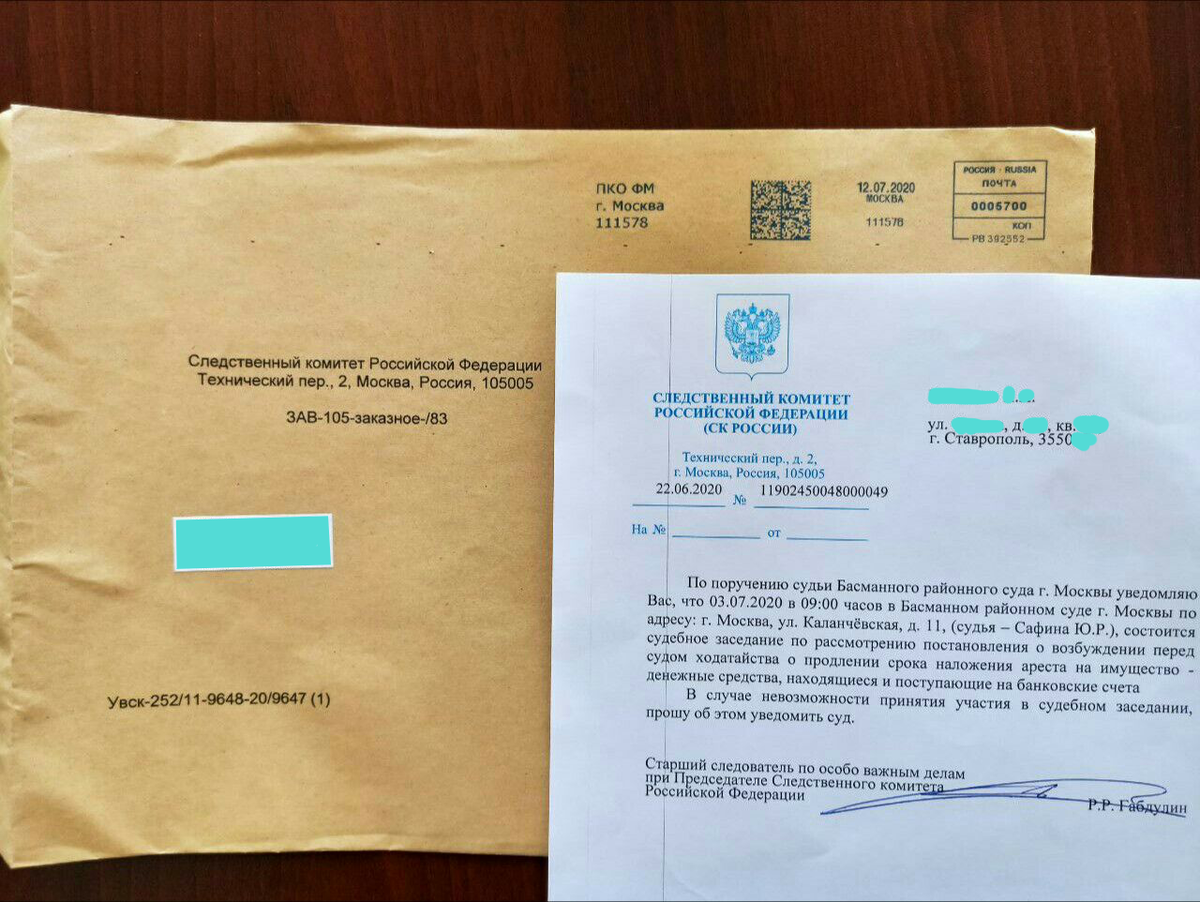 ПКО ФМ
г. Москва
111578
12.07.2020
МОСКВА
111578
РОССИЯ · RUSSIA
ПОЧТА
0005700
КОП
РВ 392552
Следственный комитет Российской Федерации
Технический пер., 2, Москва, Россия, 105005
ЗАВ-105-заказное-/83
Увск-252/11-9648-20/9647 (1)
СЛЕДСТВЕННЫЙ КОМИТЕТ
РОССИЙСКОЙ ФЕДЕРАЦИИ
(СК РОССИИ)
Технический пер., д. 2,
г. Москва, Россия, 105005
22.06.2020 № 11902450048000049
На № от
ул. , д. , кв.
г. Ставрополь, 3550
По поручению судьи Басманного районного суда г. Москвы уведомляю
Вас, что 03.07.2020 в 09:00 часов в Басманном районном суде г. Москвы по
адресу: г. Москва, ул. Каланчёвская, д. 11, (судья – Сафина Ю.Р.), состоится
судебное заседание по рассмотрению постановления о возбуждении перед
судом ходатайства о продлении срока наложения ареста на имущество -
денежные средства, находящиеся и поступающие на банковские счета
В случае невозможности принятия участия в судебном заседании,
прошу об этом уведомить суд.
Старший следователь по особо важным делам
при Председателе Следственного комитета
Российской Федерации
Р.Р. Габдулин